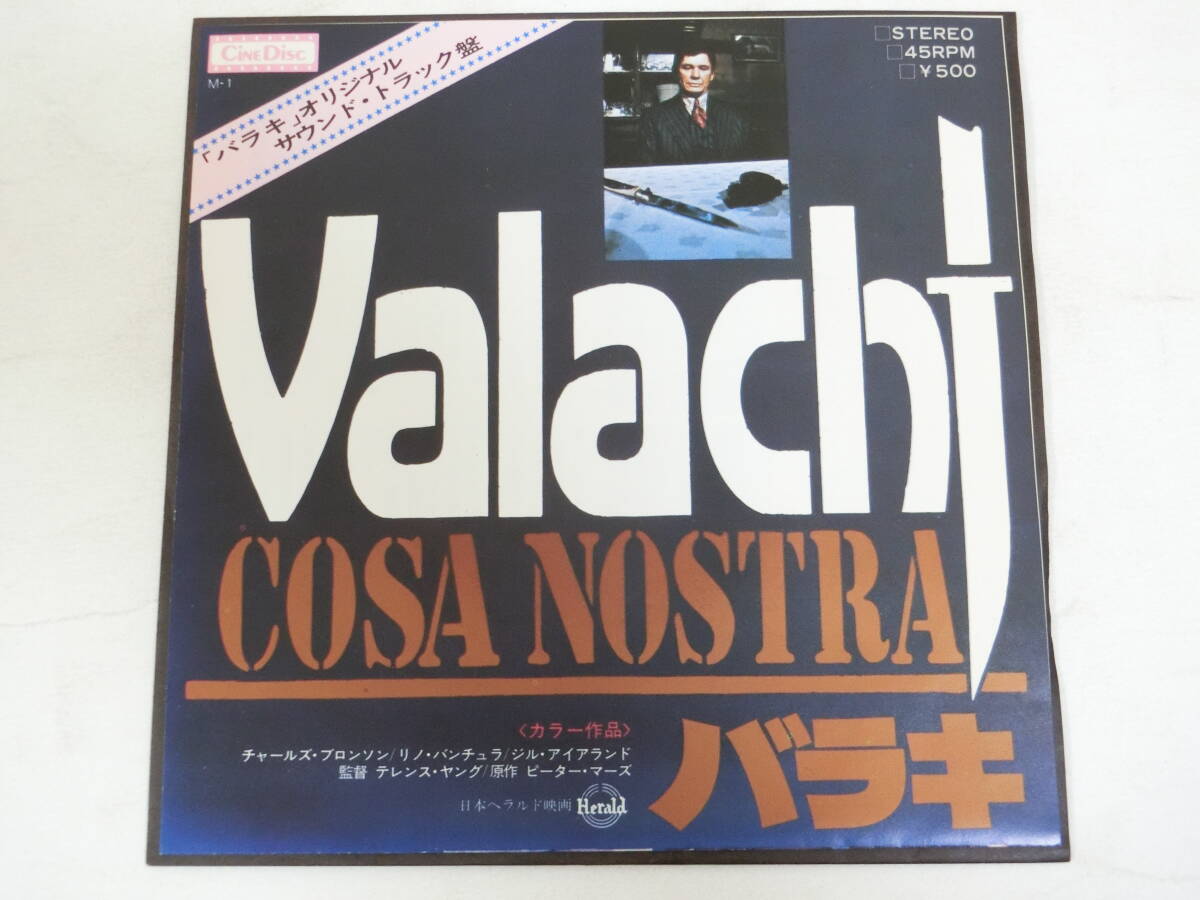 CINEDISC
M-1
「バラキ」オリジナル
サウンド・トラック盤
□STEREO
□45RPM
□￥500
Valachi
COSA NOSTRA
〈カラー作品〉
チャールズ・ブロンソン/リノ・バンチュラ/ジル・アイアランド
監督 テレンス・ヤング/原作 ピーター・マーズ
日本ヘラルド映画 Herald
バラキ